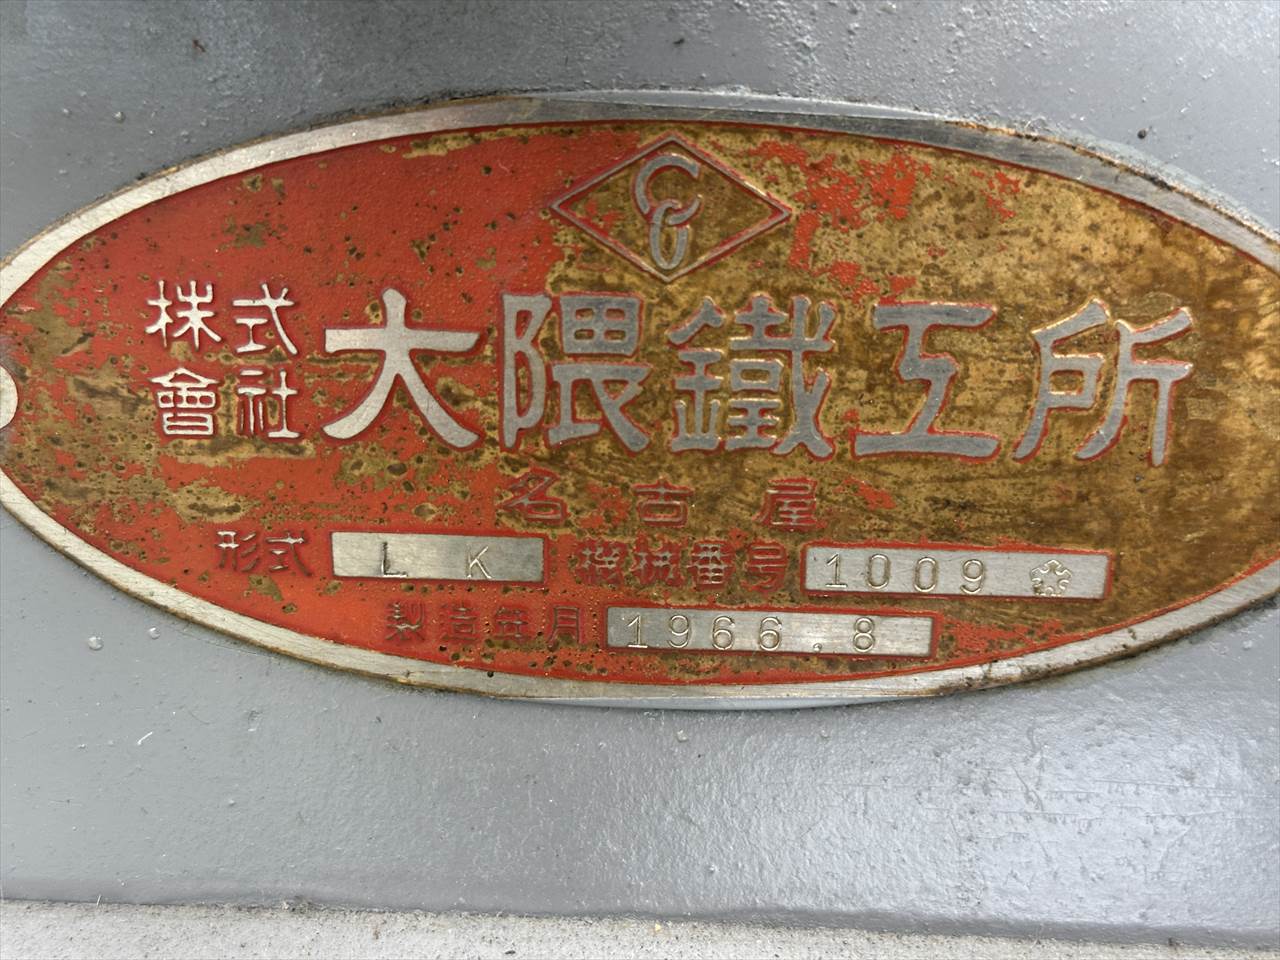 株式會社 大隈鐵工所
名古屋
形式 LK 機械番号 1009
製造年月 1966.8